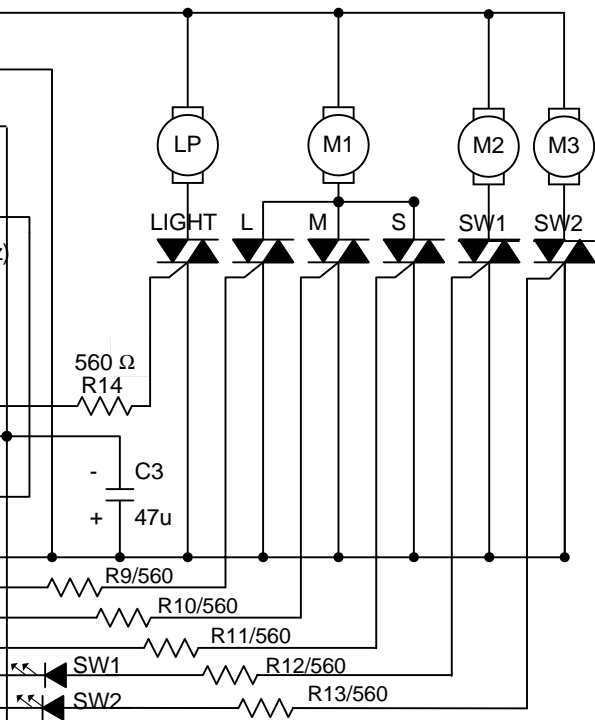 LP M1 M2 M3
LIGHT L M S SW1 SW2
560 Ω
R14
- C3
+ 47u
R9/560
R10/560
R11/560
SW1 R12/560
SW2 R13/560